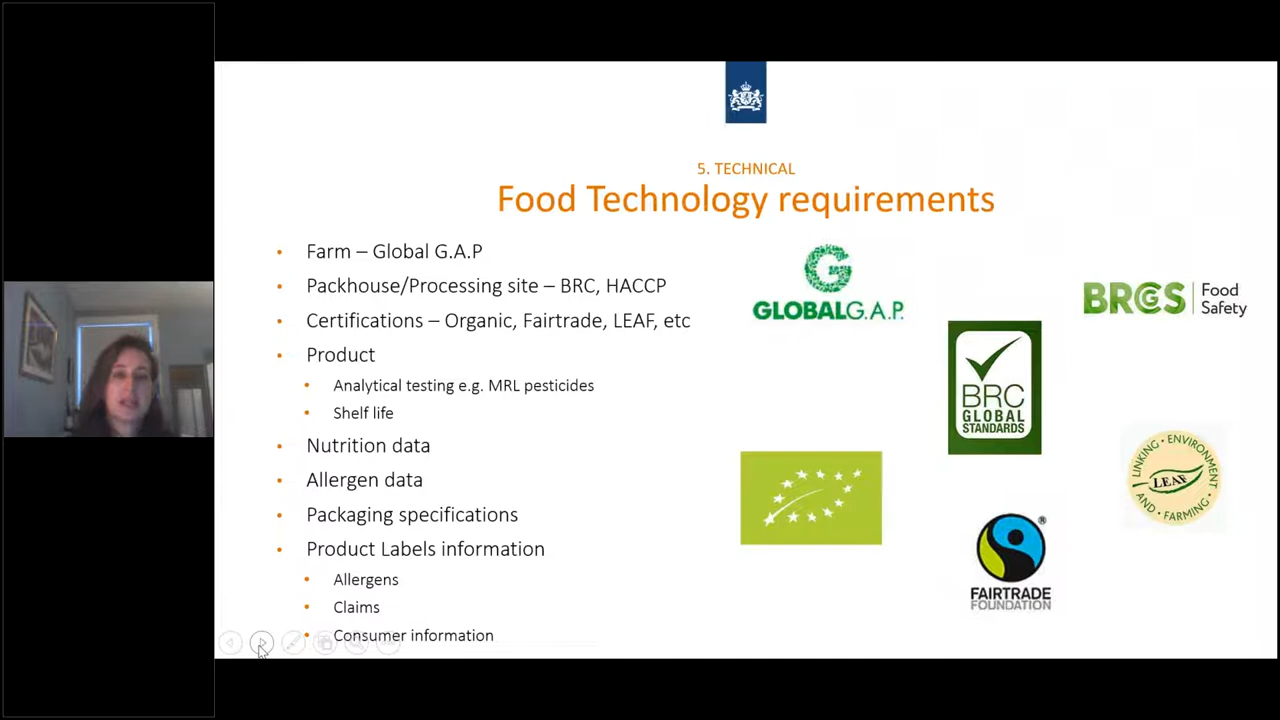 5. TECHNICAL
Food Technology requirements
• Farm – Global G.A.P
• Packhouse/Processing site – BRC, HACCP
• Certifications – Organic, Fairtrade, LEAF, etc
• Product
• Analytical testing e.g. MRL pesticides
• Shelf life
• Nutrition data
• Allergen data
• Packaging specifications
• Product Labels information
• Allergens
• Claims
• Consumer information
GLOBALG.A.P.
BRCGS
Food
Safety
BRC
GLOBAL
STANDARDS
LINKING • ENVIRONMENT
LEAF
AND • FARMING
FAIRTRADE
FOUNDATION